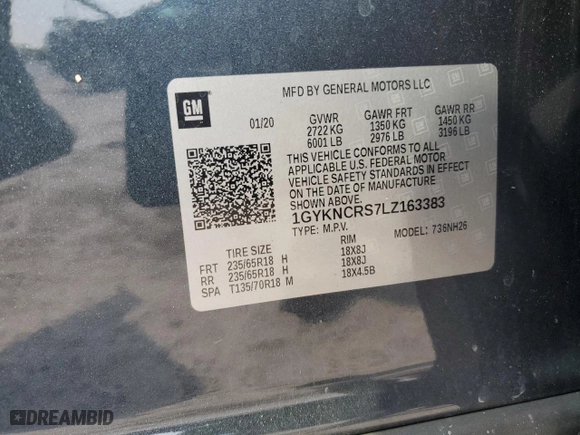 GM
MFD BY GENERAL MOTORS LLC
01/20
GVWR GAWR FRT GAWR RR
2722 KG 1350 KG 1450 KG
6001 LB 2976 LB 3196 LB
THIS VEHICLE CONFORMS TO ALL
APPLICABLE U.S. FEDERAL MOTOR
VEHICLE SAFETY STANDARDS IN EFFECT
ON THE DATE OF MANUFACTURE
SHOWN ABOVE.
1GYKNCRS7LZ163383
TYPE: M.P.V. MODEL: 736NH26
TIRE SIZE RIM
FRT 235/65R18 H 18X8J
RR 235/65R18 H 18X8J
SPA T135/70R18 M 18X4.5B
DREAMBID